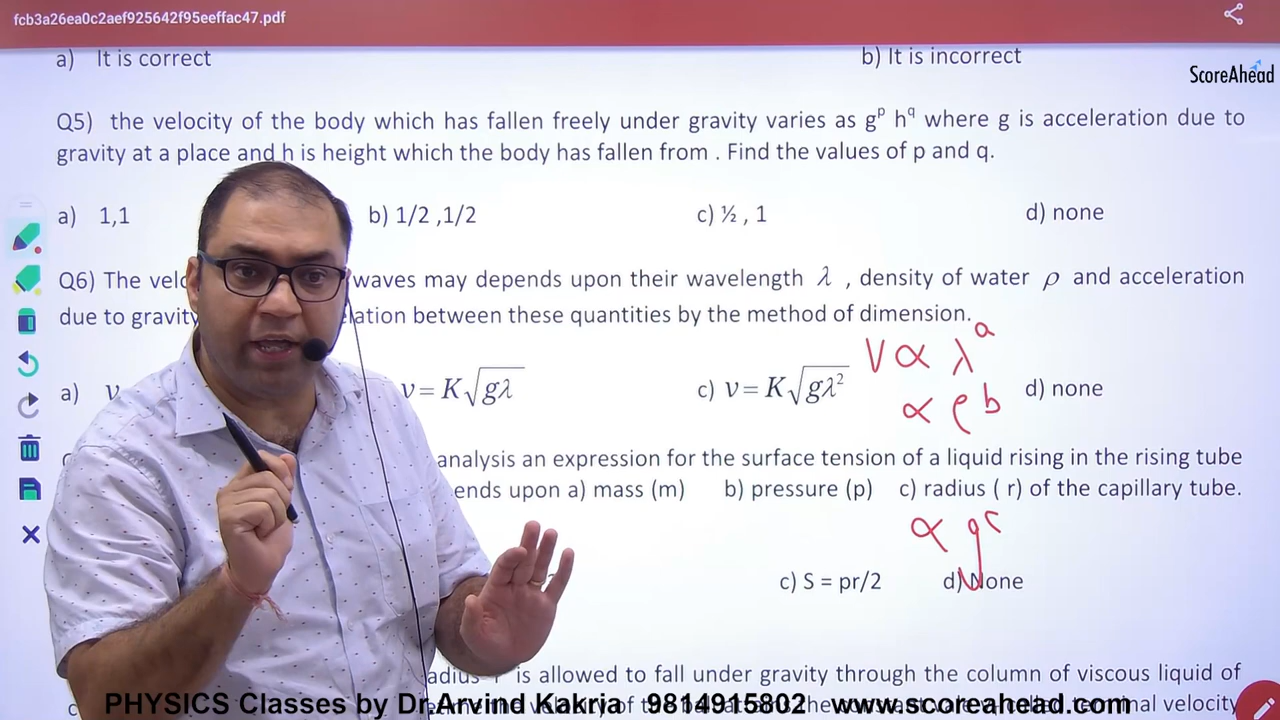 fcb3a26ea0c2aef925642f95eeffac47.pdf
a) It is correct b) It is incorrect
ScoreAhead
Q5) the velocity of the body which has fallen freely under gravity varies as gᵖ h^q where g is acceleration due to
gravity at a place and h is height which the body has fallen from . Find the values of p and q.
a) 1,1 b) 1/2 ,1/2 c) ½ , 1 d) none
Q6) The waves may depends upon their wavelength λ , density of water ρ and acceleration
due to between these quantities by the method of dimension.
V ∝ λᵃ
a) v = K√gλ c) v = K√gλ² d) none
∝ ρ b
analysis an expression for the surface tension of a liquid rising in the rising tube
upon a) mass (m) b) pressure (p) c) radius ( r) of the capillary tube.
∝ gᶜ
c) S = pr/2 d) None
is allowed to fall under gravity through the column of viscous liquid of
PHYSICS Classes by Dr.Arvind Kakria 9814915802 www.scoreahead.com
velocity